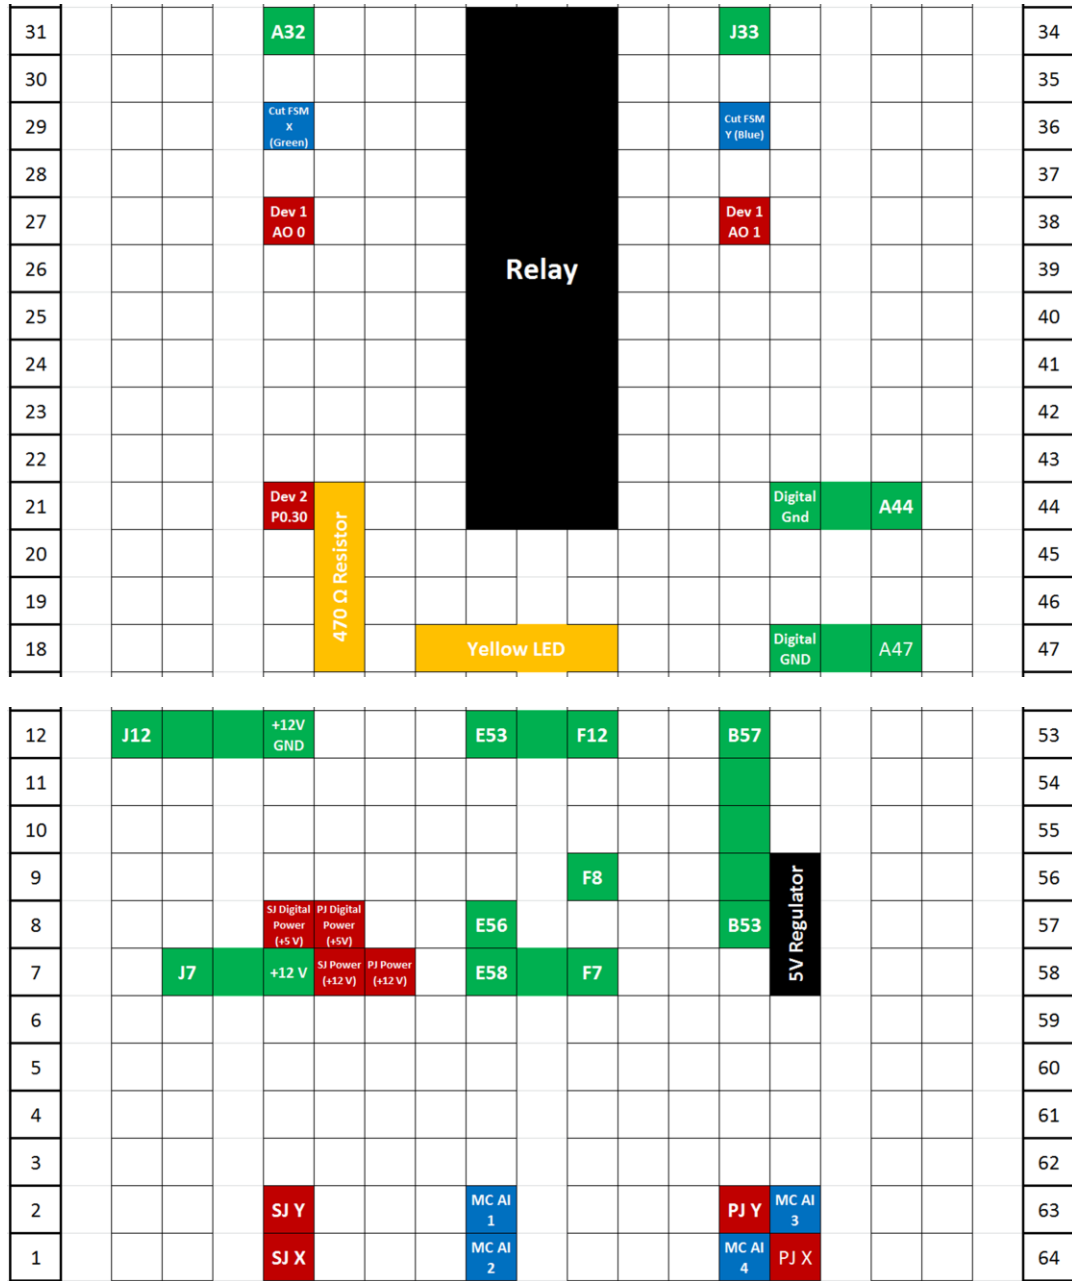 31 A32 J33 34
30 35
29 Cut FSM X (Green) Cut FSM Y (Blue) 36
28 37
27 Dev 1 AO 0 Dev 1 AO 1 38
26 Relay 39
25 40
24 41
23 42
22 43
21 Dev 2 P0.30 470 Ω Resistor Digital Gnd A44 44
20 45
19 46
18 Yellow LED Digital GND A47 47
12 J12 +12V GND E53 F12 B57 53
11 54
10 55
9 F8 5V Regulator 56
8 SJ Digital Power (+5 V) PJ Digital Power (+5V) E56 B53 57
7 J7 +12 V SJ Power (+12 V) PJ Power (+12 V) E58 F7 58
6 59
5 60
4 61
3 62
2 SJ Y MC AI 1 PJ Y MC AI 3 63
1 SJ X MC AI 2 MC AI 4 PJ X 64